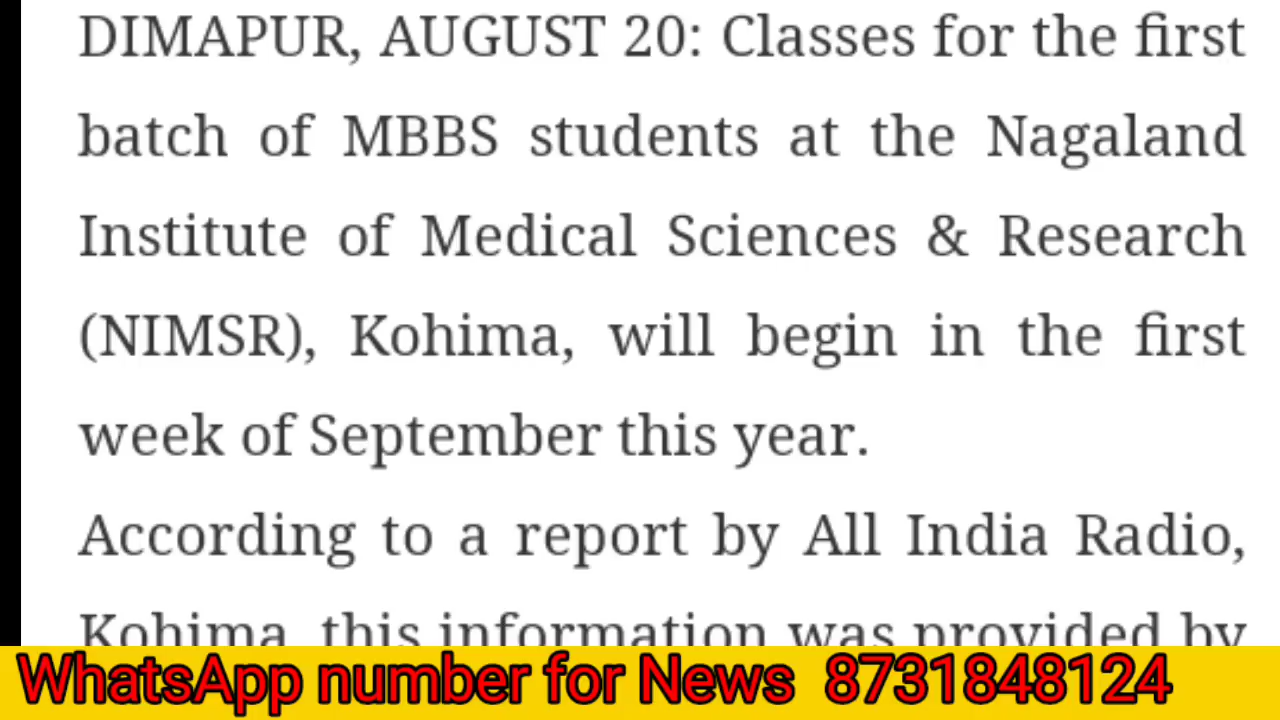 DIMAPUR, AUGUST 20: Classes for the first
batch of MBBS students at the Nagaland
Institute of Medical Sciences & Research
(NIMSR), Kohima, will begin in the first
week of September this year.
According to a report by All India Radio,
Kohima, this information was provided by
WhatsApp number for News 8731848124